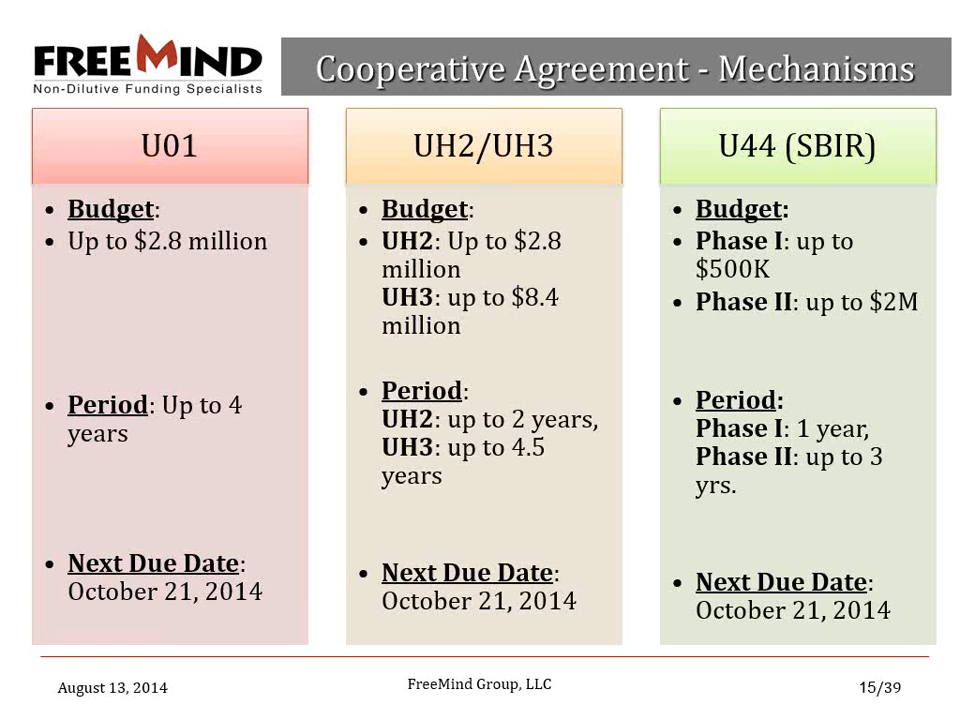 FREEMIND
Non-Dilutive Funding Specialists
Cooperative Agreement - Mechanisms
U01
• Budget:
• Up to $2.8 million
• Period: Up to 4
years
• Next Due Date:
October 21, 2014
UH2/UH3
• Budget:
• UH2: Up to $2.8
million
UH3: up to $8.4
million
• Period:
UH2: up to 2 years,
UH3: up to 4.5
years
• Next Due Date:
October 21, 2014
U44 (SBIR)
• Budget:
• Phase I: up to
$500K
• Phase II: up to $2M
• Period:
Phase I: 1 year,
Phase II: up to 3
yrs.
• Next Due Date:
October 21, 2014
August 13, 2014
FreeMind Group, LLC
15/39